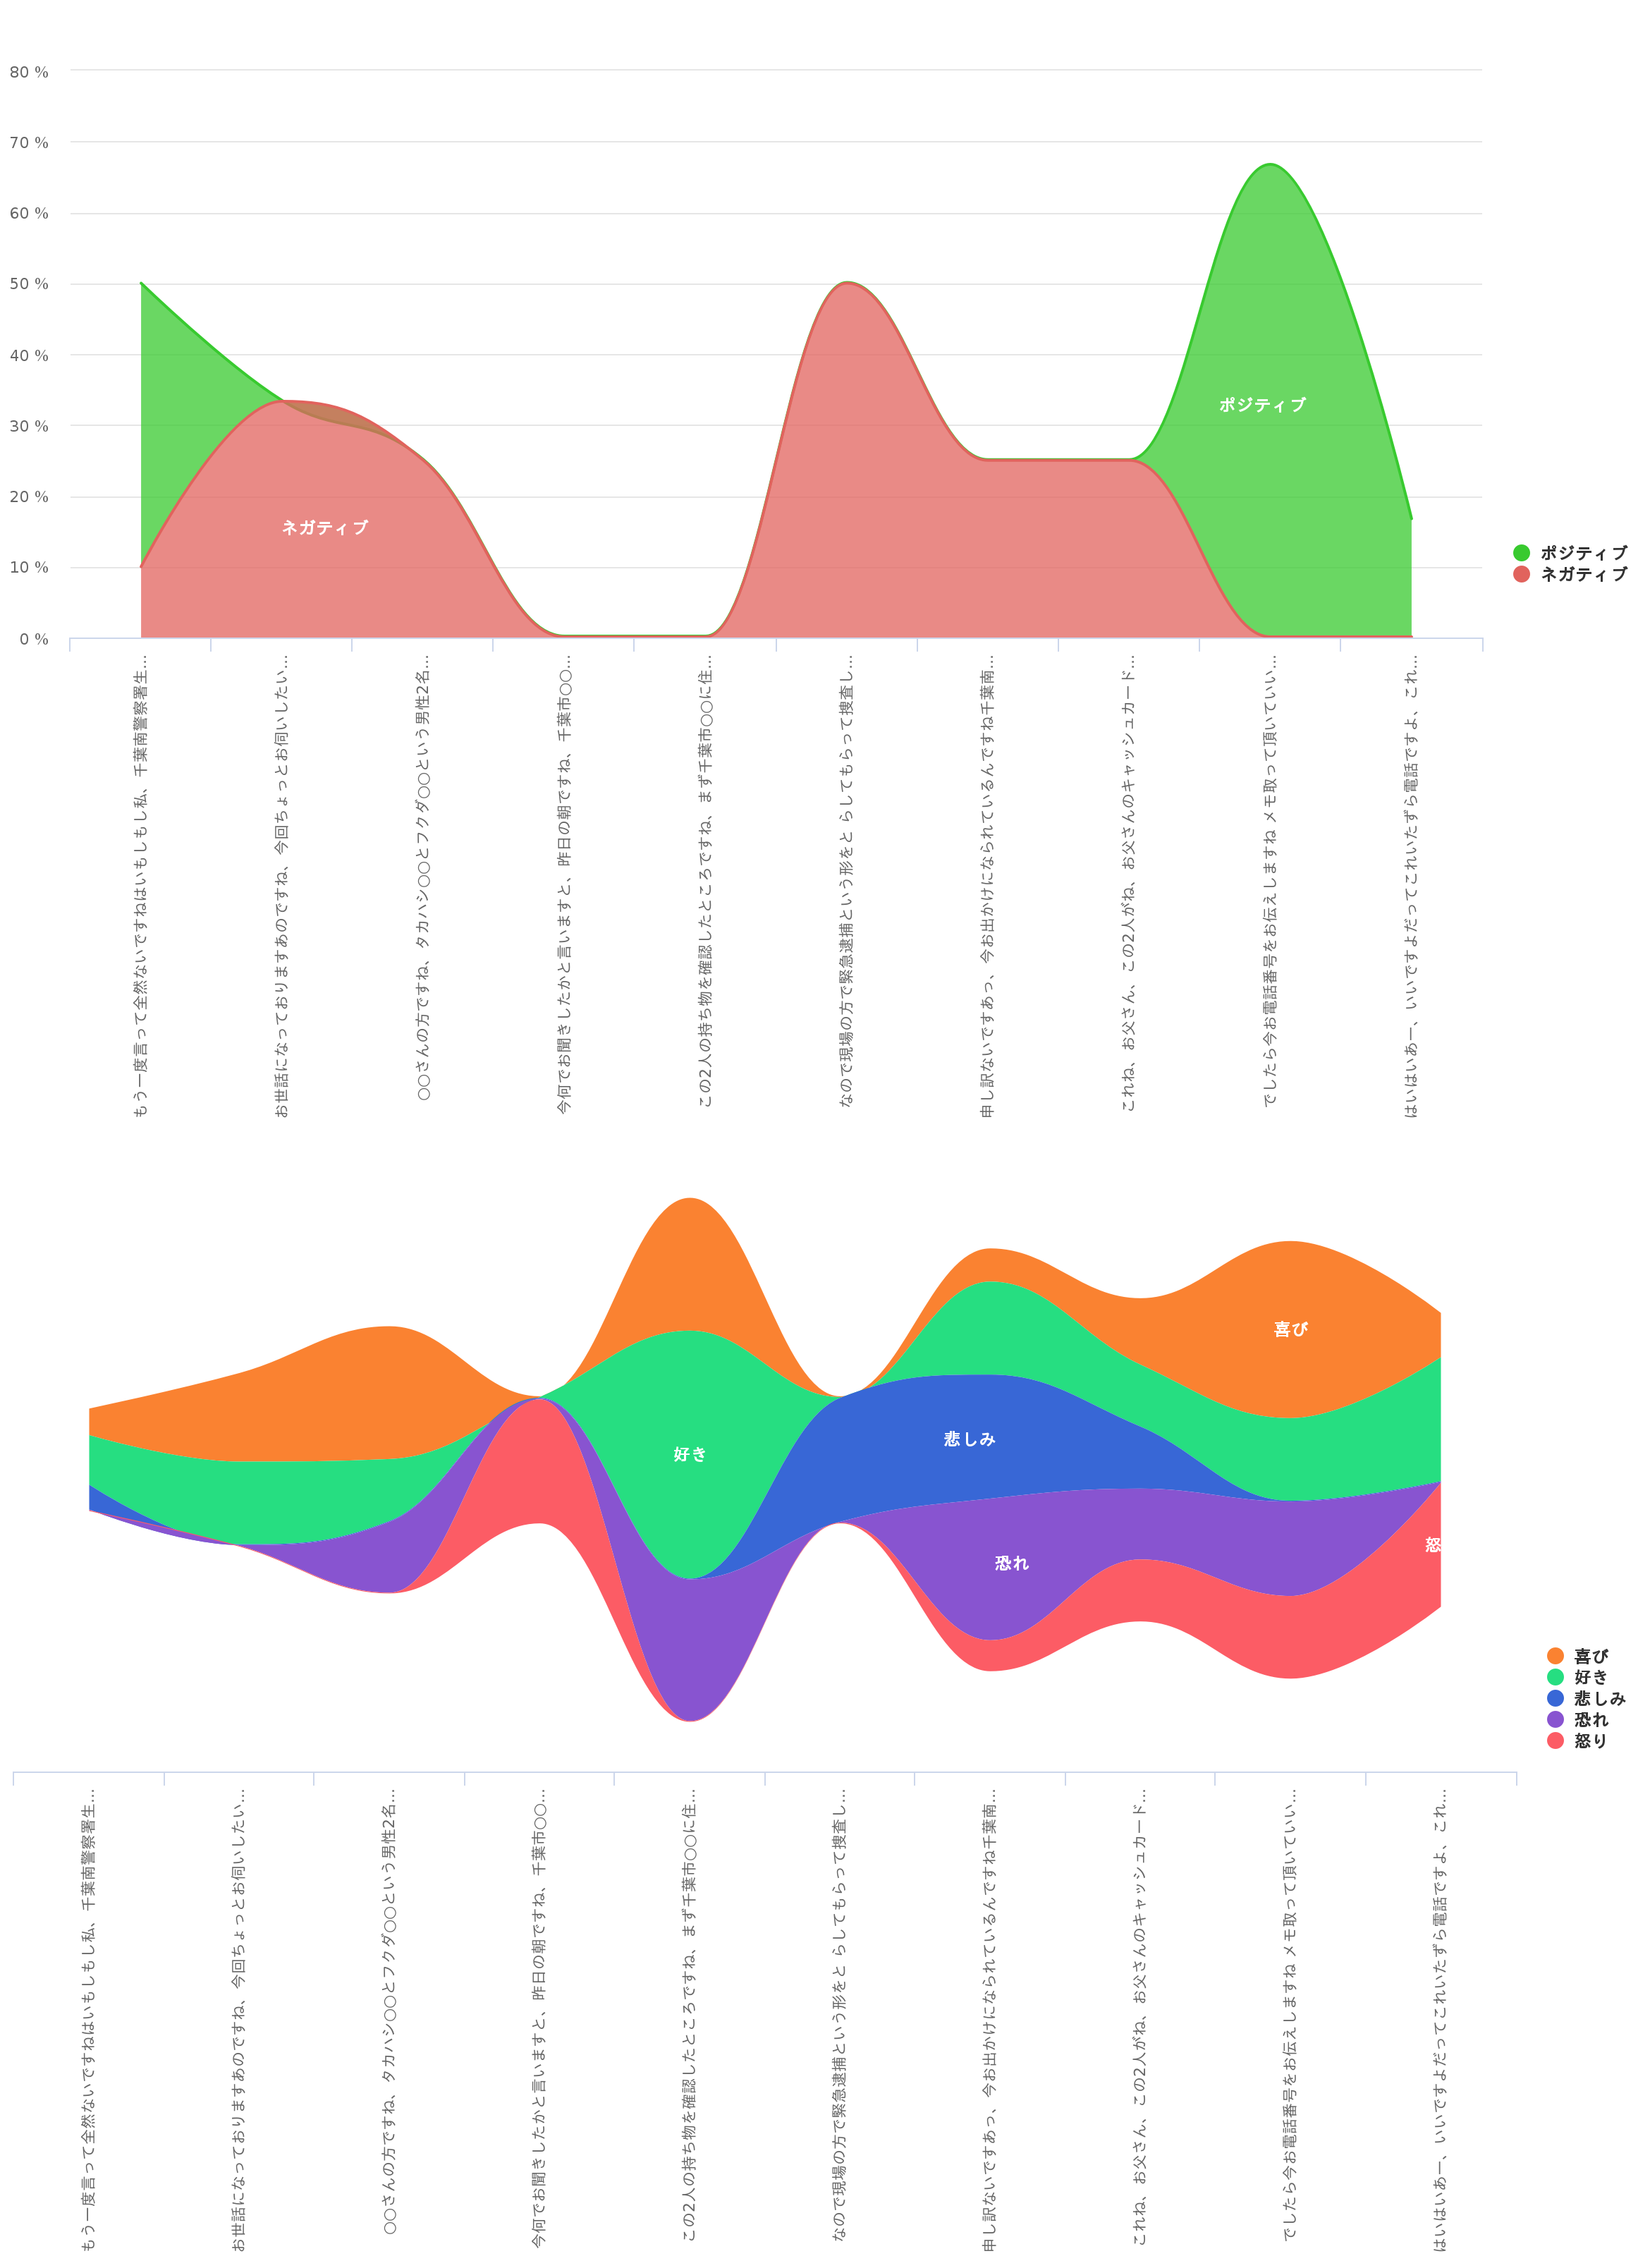 80 %
70 %
60 %
50 %
40 %
30 %
20 %
10 %
0 %
ポジティブ
ネガティブ
ポジティブ
ネガティブ
もう一度言って全然ないですねはいもしもし私、千葉南警察署生…
お世話になっておりますあのですね、今回ちょっとお伺いしたい…
〇〇さんの方ですね、タカハシ〇〇とフクダ〇〇という男性2名…
今何でお聞きしたかと言いますと、昨日の朝ですね、千葉市〇〇…
この2人の持ち物を確認したところですね、まず千葉市〇〇に住…
なので現場の方で緊急逮捕という形をと らしてもらって捜査し…
申し訳ないですあっ、今お出かけになられているんですね千葉南…
これね、お父さん、この2人がね、お父さんのキャッシュカード…
でしたら今お電話番号をお伝えしますね メモ取って頂いていい…
はいはいあー、いいですよだってこれいたずら電話ですよ、これ…
喜び
好き
悲しみ
恐れ
怒
喜び
好き
悲しみ
恐れ
怒り
もう一度言って全然ないですねはいもしもし私、千葉南警察署生…
お世話になっておりますあのですね、今回ちょっとお伺いしたい…
〇〇さんの方ですね、タカハシ〇〇とフクダ〇〇という男性2名…
今何でお聞きしたかと言いますと、昨日の朝ですね、千葉市〇〇…
この2人の持ち物を確認したところですね、まず千葉市〇〇に住…
なので現場の方で緊急逮捕という形をと らしてもらって捜査し…
申し訳ないですあっ、今お出かけになられているんですね千葉南…
これね、お父さん、この2人がね、お父さんのキャッシュカード…
でしたら今お電話番号をお伝えしますね メモ取って頂いていい…
はいはいあー、いいですよだってこれいたずら電話ですよ、これ…